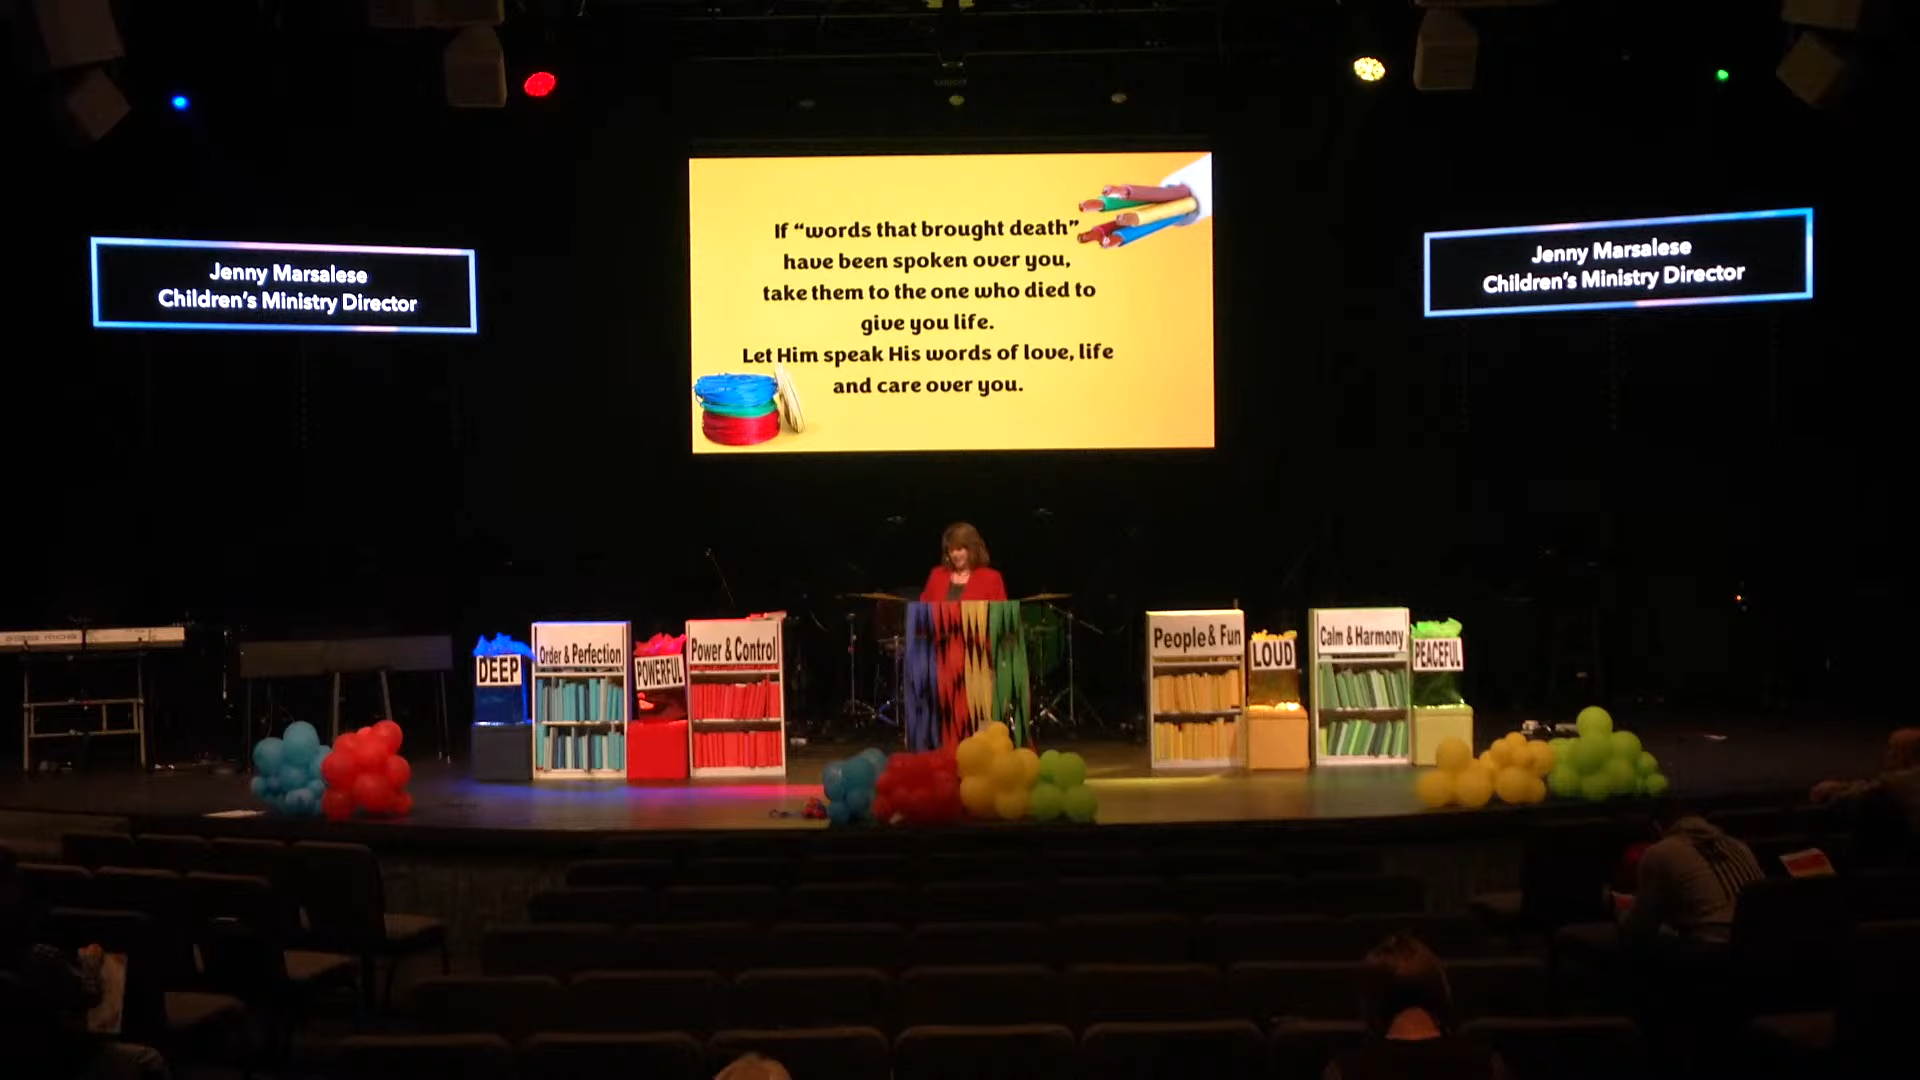 If “words that brought death”
have been spoken over you,
take them to the one who died to
give you life.
Let Him speak His words of love, life
and care over you.
Jenny Marsalese
Children’s Ministry Director
Jenny Marsalese
Children’s Ministry Director
DEEP
Order & Perfection
POWERFUL
Power & Control
People & Fun
LOUD
Calm & Harmony
PEACEFUL